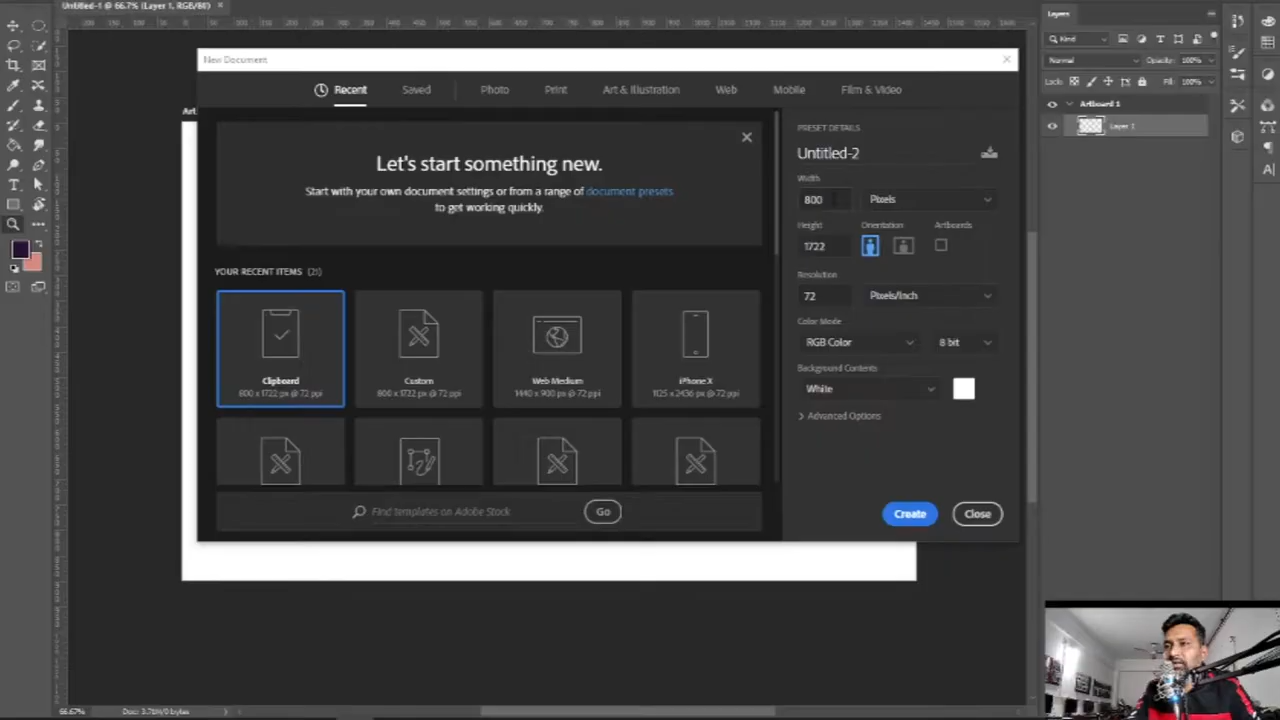 Untitled-1 @ 66.7% (Layer 1, RGB/8#)
New Document
Recent
Saved
Photo
Print
Art & Illustration
Web
Mobile
Film & Video
Let's start something new.
Start with your own document settings or from a range of document presets
to get working quickly.
YOUR RECENT ITEMS (21)
Clipboard
800 x 1722 px @ 72 ppi
Custom
800 x 1722 px @ 72 ppi
Web Medium
1440 x 900 px @ 72 ppi
iPhone X
1125 x 2436 px @ 72 ppi
Find templates on Adobe Stock
Go
PRESET DETAILS
Untitled-2
Width
800
Pixels
Height
Orientation
Artboards
1722
Resolution
72
Pixels/Inch
Color Mode
RGB Color
8 bit
Background Contents
White
Advanced Options
Create
Close
Layers
Kind
Normal
Opacity: 100%
Lock:
Fill: 100%
Artboard 1
Layer 1
Art
66.67%